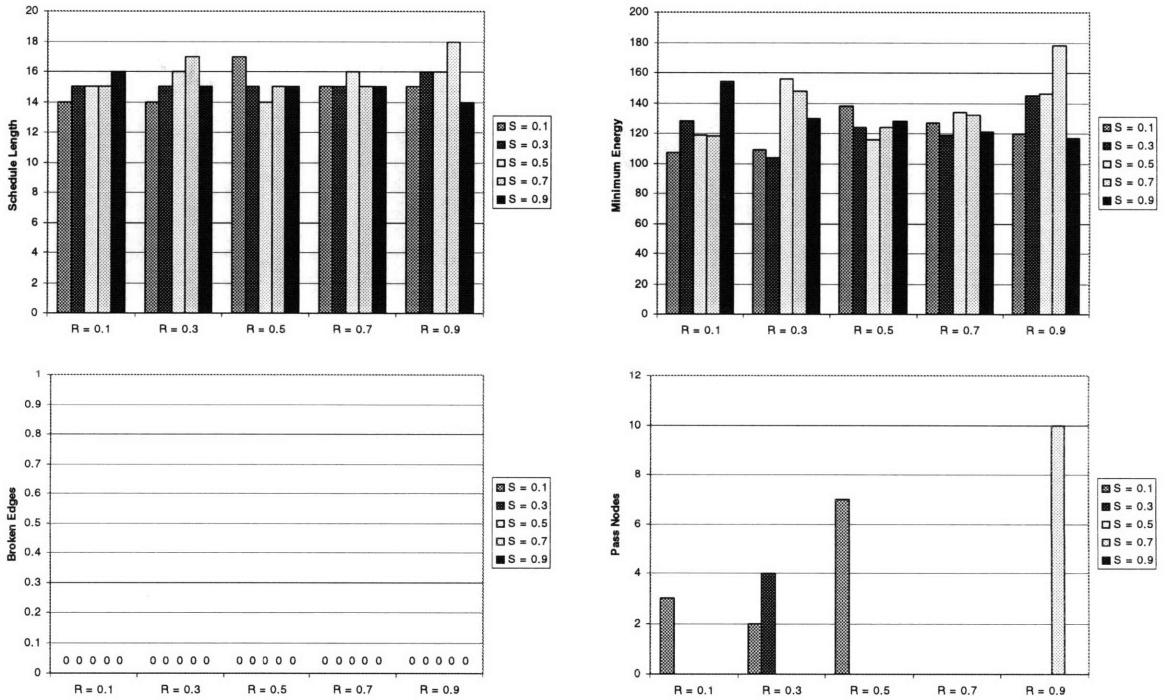 20
18
16
14
12
10
8
6
4
2
0
Schedule Length
R = 0.1 R = 0.3 R = 0.5 R = 0.7 R = 0.9
S = 0.1
S = 0.3
S = 0.5
S = 0.7
S = 0.9
200
180
160
140
120
100
80
60
40
20
0
Minimum Energy
R = 0.1 R = 0.3 R = 0.5 R = 0.7 R = 0.9
S = 0.1
S = 0.3
S = 0.5
S = 0.7
S = 0.9
1
0.9
0.8
0.7
0.6
0.5
0.4
0.3
0.2
0.1
0
Broken Edges
0 0 0 0 0 0 0 0 0 0 0 0 0 0 0 0 0 0 0 0 0 0 0 0 0
R = 0.1 R = 0.3 R = 0.5 R = 0.7 R = 0.9
S = 0.1
S = 0.3
S = 0.5
S = 0.7
S = 0.9
12
10
8
6
4
2
0
Pass Nodes
R = 0.1 R = 0.3 R = 0.5 R = 0.7 R = 0.9
S = 0.1
S = 0.3
S = 0.5
S = 0.7
S = 0.9